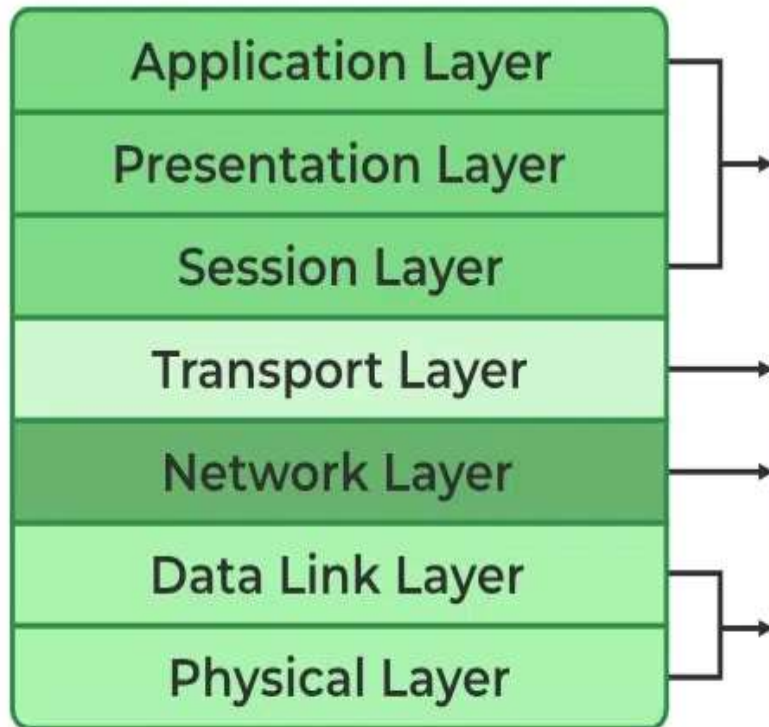 Application Layer
Presentation Layer
Session Layer
Transport Layer
Network Layer
Data Link Layer
Physical Layer